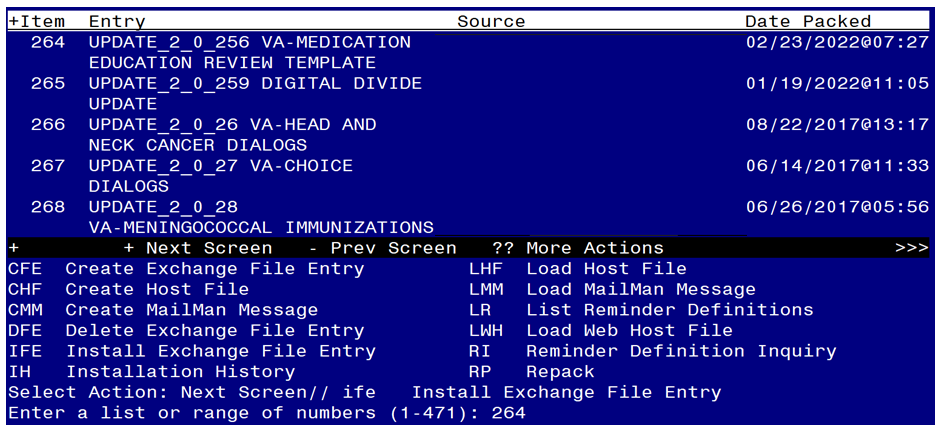 +Item  Entry                                Source                        Date Packed
264  UPDATE_2_0_256 VA-MEDICATION                                    02/23/2022@07:27
EDUCATION REVIEW TEMPLATE
265  UPDATE_2_0_259 DIGITAL DIVIDE                                   01/19/2022@11:05
UPDATE
266  UPDATE_2_0_26 VA-HEAD AND                                       08/22/2017@13:17
NECK CANCER DIALOGS
267  UPDATE_2_0_27 VA-CHOICE                                         06/14/2017@11:33
DIALOGS
268  UPDATE_2_0_28                                                   06/26/2017@05:56
VA-MENINGOCOCCAL IMMUNIZATIONS
+         + Next Screen   - Prev Screen   ?? More Actions                    >>>
CFE  Create Exchange File Entry          LHF  Load Host File
CHF  Create Host File                    LMM  Load MailMan Message
CMM  Create MailMan Message              LR   List Reminder Definitions
DFE  Delete Exchange File Entry          LWH  Load Web Host File
IFE  Install Exchange File Entry         RI   Reminder Definition Inquiry
IH   Installation History                RP   Repack
Select Action: Next Screen// ife   Install Exchange File Entry
Enter a list or range of numbers (1-471): 264